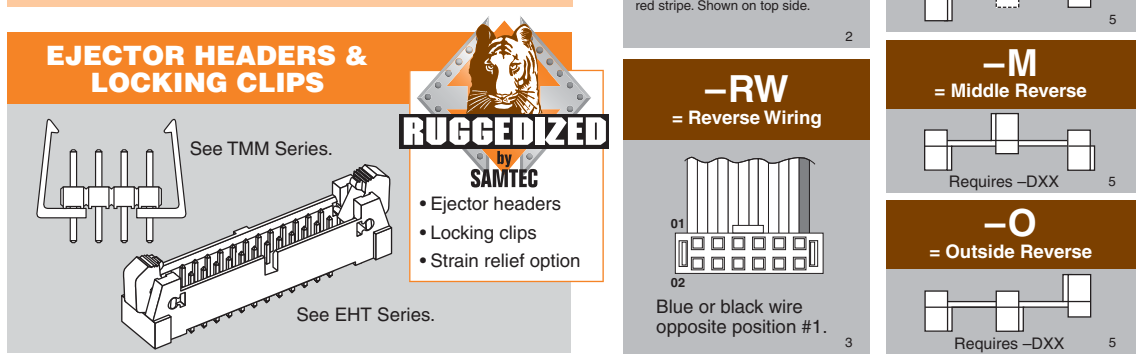 EJECTOR HEADERS &
LOCKING CLIPS
See TMM Series.
See EHT Series.
RUGGEDIZED
by
SAMTEC
• Ejector headers
• Locking clips
• Strain relief option
red stripe. Shown on top side.
2
–RW
= Reverse Wiring
01
02
Blue or black wire
opposite position #1.
3
5
–M
= Middle Reverse
Requires –DXX 5
–O
= Outside Reverse
Requires –DXX 5